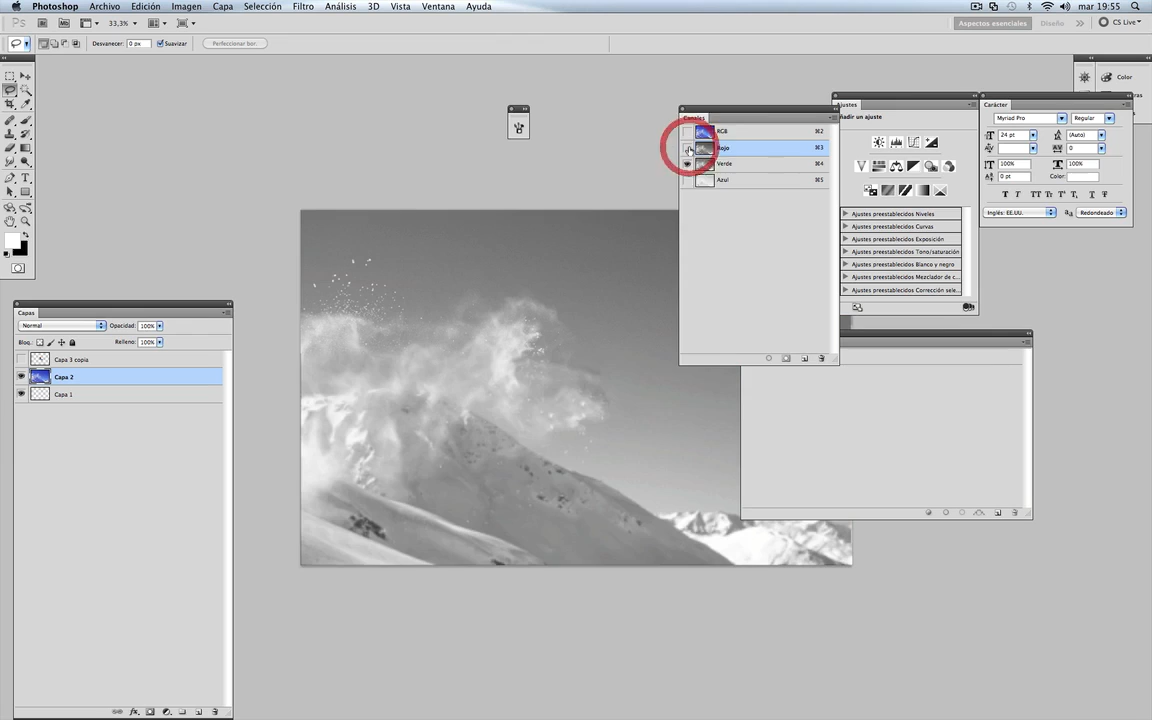 Photoshop Archivo Edición Imagen Capa Selección Filtro Análisis 3D Vista Ventana Ayuda mar 19:55
Ps Br Mb 33,3% Aspectos esenciales Diseño CS Live
Desvanecer: 0 px Suavizar Perfeccionar bor.
Color
Canales
RGB ⌘2
Rojo ⌘3
Verde ⌘4
Azul ⌘5
Ajustes
Añadir un ajuste
Ajustes preestablecidos Niveles
Ajustes preestablecidos Curvas
Ajustes preestablecidos Exposición
Ajustes preestablecidos Tono/saturación
Ajustes preestablecidos Blanco y negro
Ajustes preestablecidos Mezclador de c...
Ajustes preestablecidos Corrección sele...
Carácter
Myriad Pro Regular
24 pt (Auto)
0
100% 100%
0 pt Color:
Inglés: EE.UU. Redondeado
Capas
Normal Opacidad: 100%
Bloq.: Relleno: 100%
Capa 3 copia
Capa 2
Capa 1